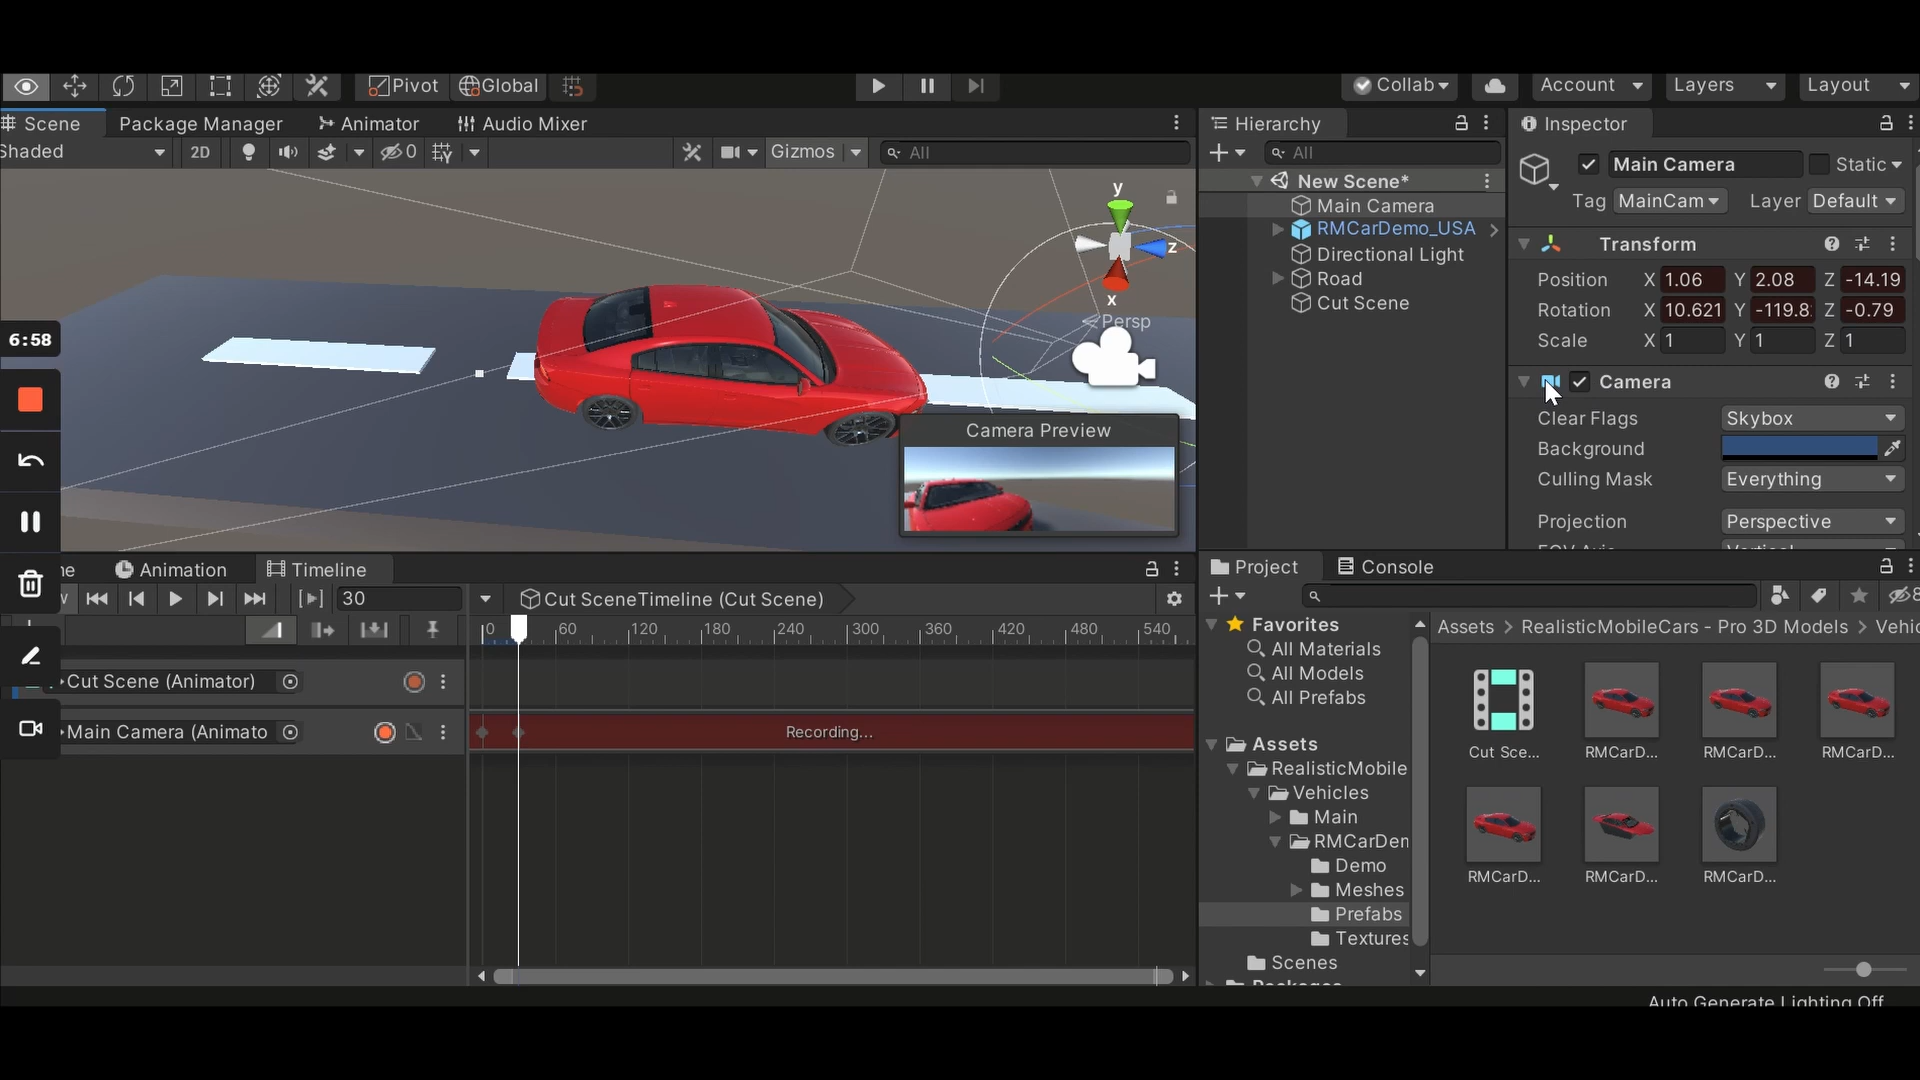 Pivot Global Collab Account Layers Layout
Scene Package Manager Animator Audio Mixer Hierarchy Inspector
Shaded 2D 0 Gizmos All All
Main Camera Static
Tag MainCam Layer Default
New Scene*
Main Camera
RMCarDemo_USA
Directional Light
Road
Cut Scene
Transform
Position X 1.06 Y 2.08 Z -14.19
Rotation X 10.621 Y -119.8 Z -0.79
Scale X 1 Y 1 Z 1
y
z
x
Persp
6:58
Camera
Clear Flags Skybox
Background
Culling Mask Everything
Projection Perspective
Camera Preview
Animation Timeline
30 Cut SceneTimeline (Cut Scene)
0 60 120 180 240 300 360 420 480 540
Cut Scene (Animator)
Main Camera (Animato Recording...
Project Console
8
Favorites
All Materials
All Models
All Prefabs
Assets
RealisticMobile
Vehicles
Main
RMCarDen
Demo
Meshes
Prefabs
Textures
Scenes
Assets > RealisticMobileCars - Pro 3D Models > Vehic
Cut Sce... RMCarD... RMCarD... RMCarD...
RMCarD... RMCarD... RMCarD...
Auto Generate Lighting Off